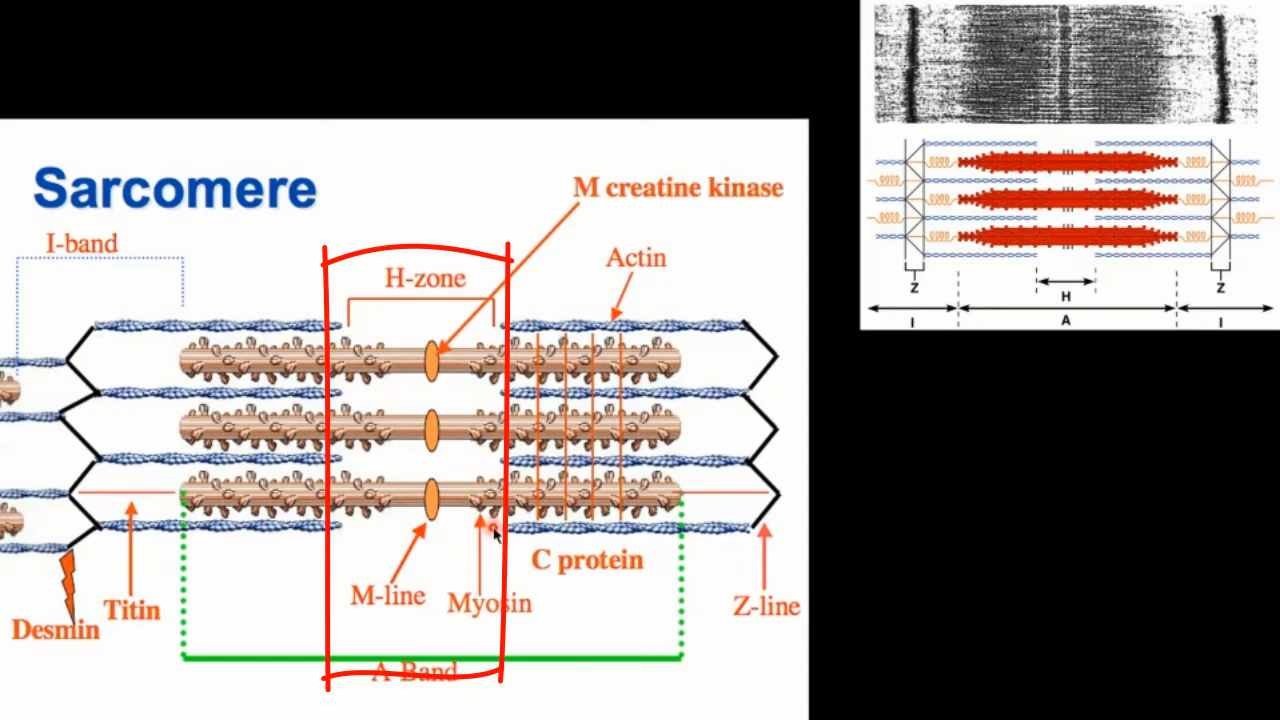 Sarcomere
M creatine kinase
I-band
H-zone
Actin
C protein
M-line
Myosin
Z-line
Titin
Desmin
A-Band
Z
Z
H
I
A
I